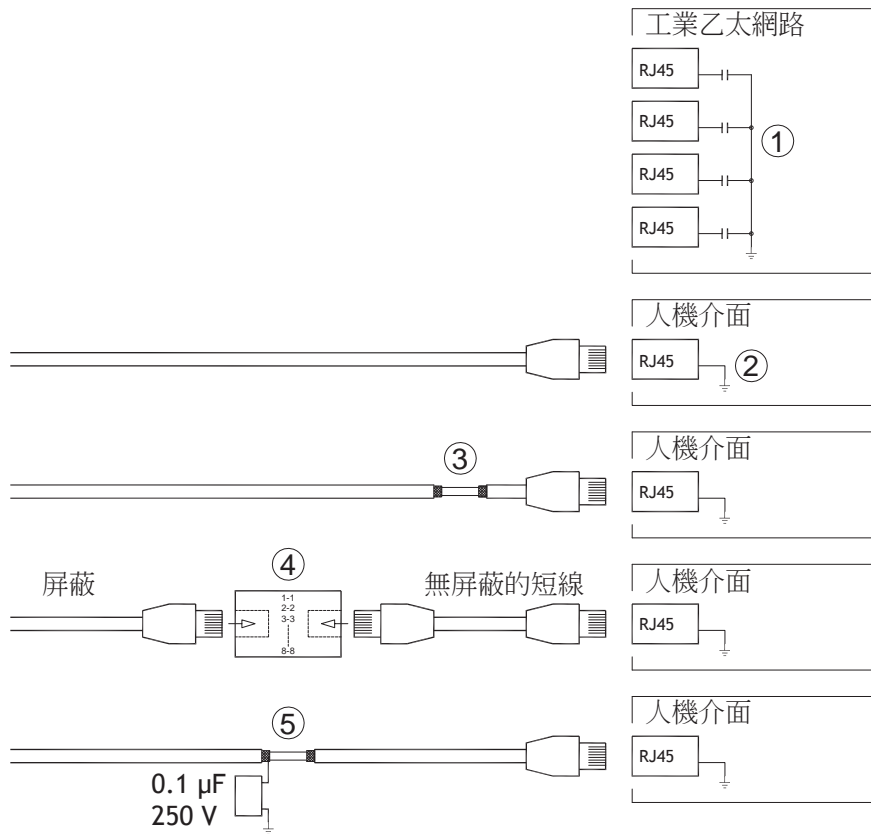 工業乙太網路
RJ45
RJ45
①
RJ45
RJ45
人機介面
RJ45
②
人機介面
③
RJ45
人機介面
④
屏蔽
無屏蔽的短線
1-1
2-2
3-3
8-8
RJ45
人機介面
⑤
RJ45
0.1 µF
250 V